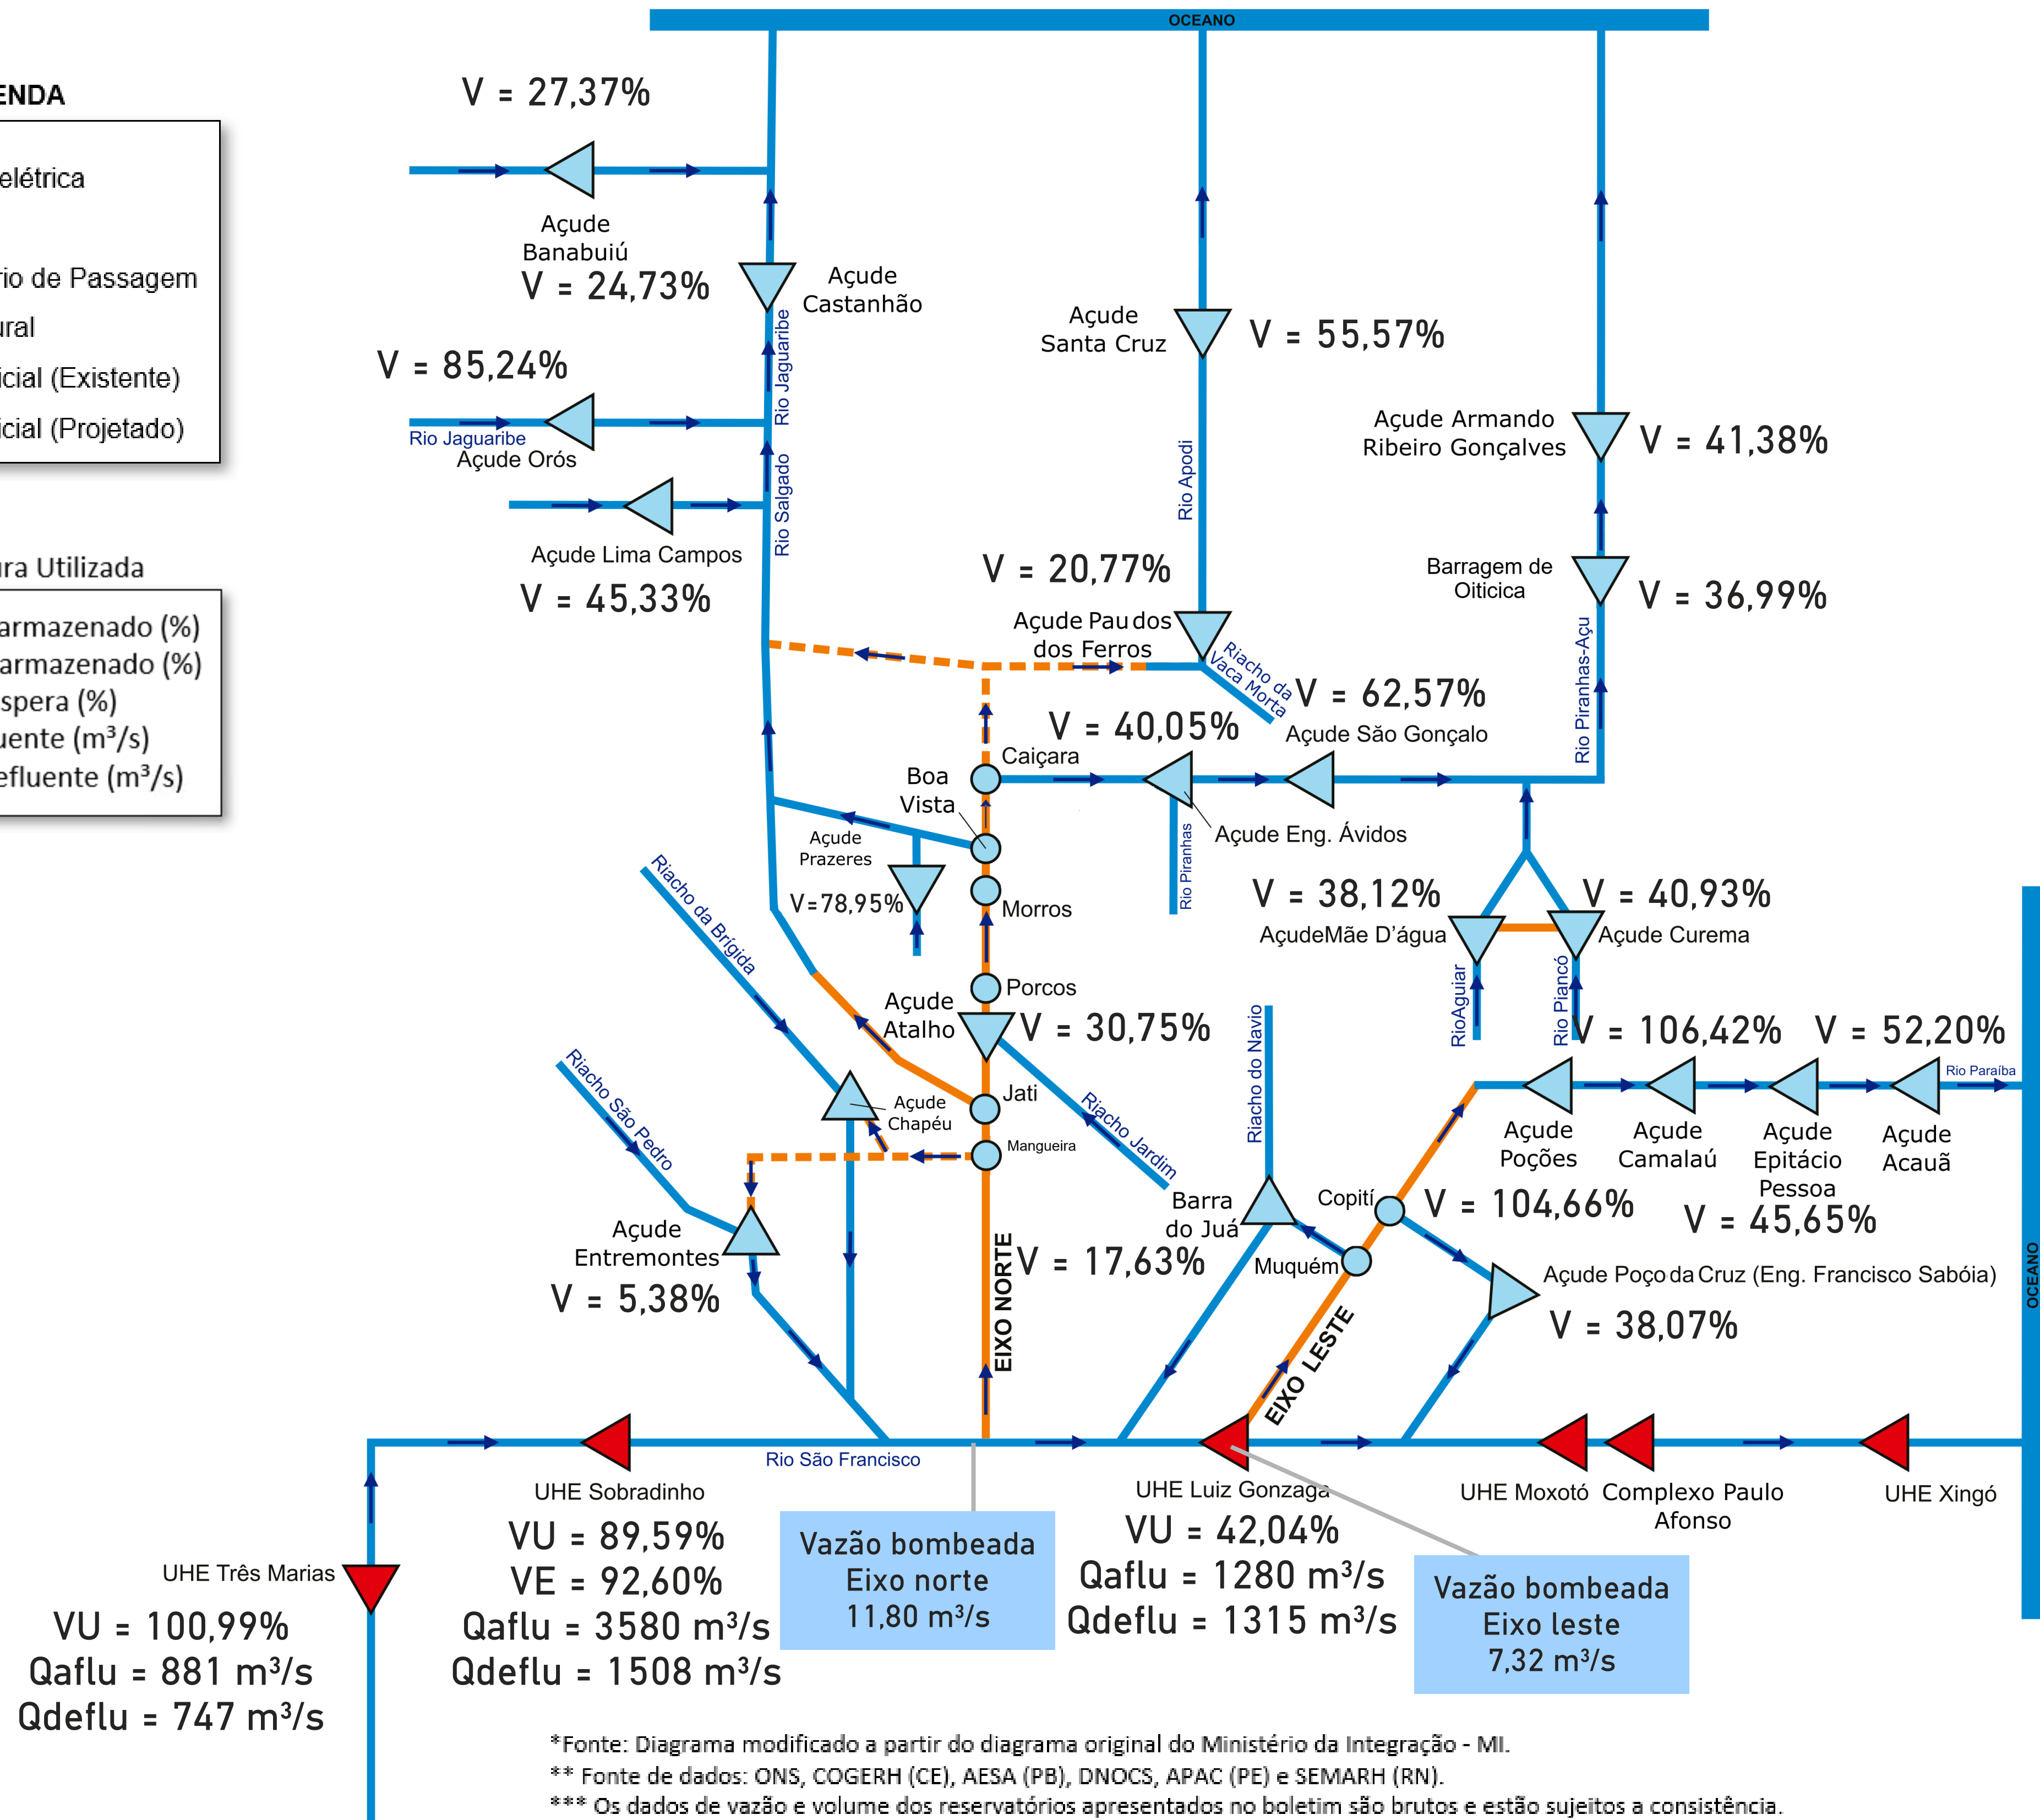 OCEANO
ENDA
elétrica
rio de Passagem
ural
icial (Existente)
icial (Projetado)
ura Utilizada
armazenado (%)
armazenado (%)
spera (%)
uente (m³/s)
efluente (m³/s)
V = 27,37%
Açude
Banabuiú
V = 24,73%
Açude
Castanhão
Rio Jaguaribe
V = 85,24%
Rio Jaguaribe
Açude Orós
Rio Salgado
Açude Lima Campos
V = 45,33%
Açude
Santa Cruz
V = 55,57%
Rio Apodi
Açude Armando
Ribeiro Gonçalves
V = 41,38%
Barragem de
Oiticica
V = 36,99%
Rio Piranhas-Açu
V = 20,77%
Açude Pau dos
dos Ferros
Riacho da
Vaca Morta
V = 62,57%
Açude São Gonçalo
V = 40,05%
Caiçara
Boa
Vista
Açude Eng. Ávidos
Rio Piranhas
Açude
Prazeres
V=78,95%
Morros
Riacho da Brígida
Porcos
Açude
Atalho
V = 30,75%
V = 38,12%
AçudeMãe D'água
V = 40,93%
Açude Curema
RioAguiar
Rio Piancó
Riacho São Pedro
Açude
Chapéu
Jati
Mangueira
Riacho Jardim
Riacho do Navio
V = 106,42%
V = 52,20%
Rio Paraíba
Açude
Poções
Açude
Camalaú
Açude
Epitácio
Pessoa
Açude
Acauã
V = 104,66%
V = 45,65%
Barra
do Juá
V = 17,63%
Copití
Muquém
Açude Poço da Cruz (Eng. Francisco Sabóia)
V = 38,07%
OCEANO
Açude
Entremontes
V = 5,38%
EIXO NORTE
EIXO LESTE
Rio São Francisco
UHE Sobradinho
VU = 89,59%
VE = 92,60%
Qaflu = 3580 m³/s
Qdeflu = 1508 m³/s
Vazão bombeada
Eixo norte
11,80 m³/s
UHE Luiz Gonzaga
VU = 42,04%
Qaflu = 1280 m³/s
Qdeflu = 1315 m³/s
Vazão bombeada
Eixo leste
7,32 m³/s
UHE Moxotó
Complexo Paulo
Afonso
UHE Xingó
UHE Três Marias
VU = 100,99%
Qaflu = 881 m³/s
Qdeflu = 747 m³/s
*Fonte: Diagrama modificado a partir do diagrama original do Ministério da Integração - MI.
** Fonte de dados: ONS, COGERH (CE), AESA (PB), DNOCS, APAC (PE) e SEMARH (RN).
*** Os dados de vazão e volume dos reservatórios apresentados no boletim são brutos e estão sujeitos a consistência.